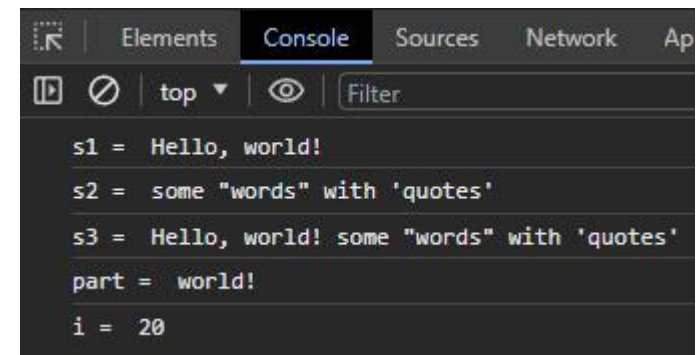 Elements Console Sources Network Ap
top Filter
s1 =  Hello, world!
s2 =  some "words" with 'quotes'
s3 =  Hello, world! some "words" with 'quotes'
part =  world!
i =  20